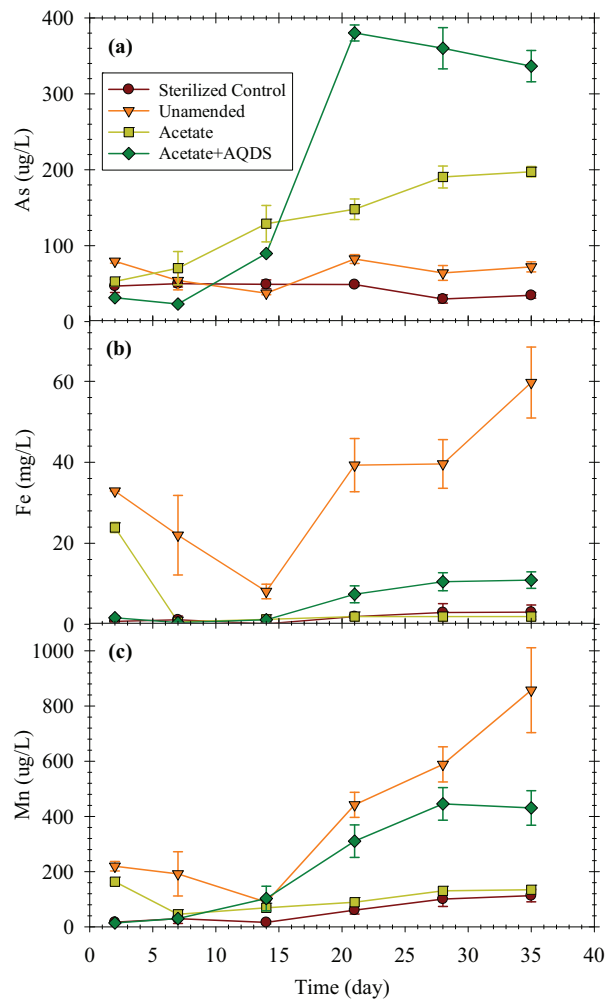 400
(a)
Sterilized Control
Unamended
300
Acetate
Acetate+AQDS
As (ug/L)
200
100
0
(b)
60
Fe (mg/L)
40
20
0
(c)
1000
800
Mn (ug/L)
600
400
200
0
0 5 10 15 20 25 30 35 40
Time (day)